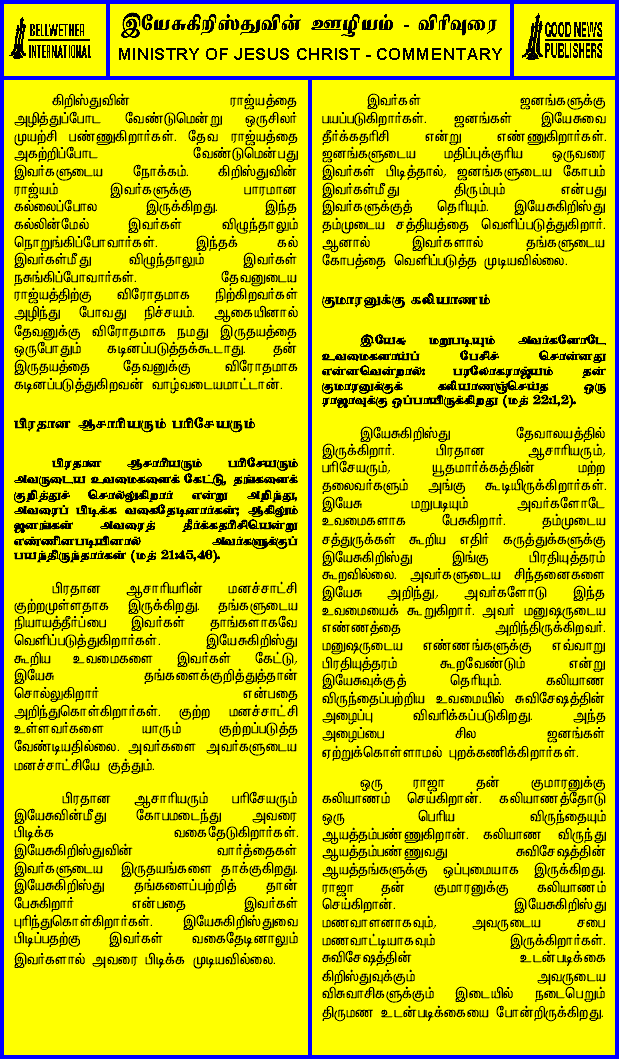 BELLWETHER
INTERNATIONAL
இயேசுகிறிஸ்துவின் ஊழியம் - விரிவுரை
MINISTRY OF JESUS CHRIST - COMMENTARY
GOOD NEWS
PUBLISHERS
கிறிஸ்துவின் ராஜ்யத்தை
அழித்துப்போட வேண்டுமென்று ஒருசிலர்
முயற்சி பண்ணுகிறார்கள். தேவ ராஜ்யத்தை
அகற்றிப்போட வேண்டுமென்பது
இவர்களுடைய நோக்கம். கிறிஸ்துவின்
ராஜ்யம் இவர்களுக்கு பாரமான
கல்லைப்போல இருக்கிறது. இந்த
கல்லின்மேல் இவர்கள் விழுந்தாலும்
நொறுங்கிப்போவார்கள். இந்தக் கல்
இவர்கள்மீது விழுந்தாலும் இவர்கள்
நசுங்கிப்போவார்கள். தேவனுடைய
ராஜ்யத்திற்கு விரோதமாக நிற்கிறவர்கள்
அழிந்து போவது நிச்சயம். ஆகையினால்
தேவனுக்கு விரோதமாக நமது இருதயத்தை
ஒருபோதும் கடினப்படுத்தக்கூடாது. தன்
இருதயத்தை தேவனுக்கு விரோதமாக
கடினப்படுத்துகிறவன் வாழ்வடையமாட்டான்.
பிரதான ஆசாரியரும் பரிசேயரும்
பிரதான ஆசாரியரும் பரிசேயரும்
அவருடைய உவமைகளைக் கேட்டு, தங்களைக்
குறித்துச் சொல்லுகிறார் என்று அறிந்து,
அவரைப் பிடிக்க வகைதேடினார்கள்; ஆகிலும்
ஜனங்கள் அவரைத் தீர்க்கதரிசியென்று
எண்ணினபடியினால் அவர்களுக்குப்
பயந்திருந்தார்கள் (மத் 21:45,46).
பிரதான ஆசாரியரின் மனச்சாட்சி
குற்றமுள்ளதாக இருக்கிறது. தங்களுடைய
நியாயத்தீர்ப்பை இவர்கள் தாங்களாகவே
வெளிப்படுத்துகிறார்கள். இயேசுகிறிஸ்து
கூறிய உவமைகளை இவர்கள் கேட்டு,
இயேசு தங்களைக்குறித்துத்தான்
சொல்லுகிறார் என்பதை
அறிந்துகொள்கிறார்கள். குற்ற மனச்சாட்சி
உள்ளவர்களை யாரும் குற்றப்படுத்த
வேண்டியதில்லை. அவர்களை அவர்களுடைய
மனச்சாட்சியே குத்தும்.
பிரதான ஆசாரியரும் பரிசேயரும்
இயேசுவின்மீது கோபமடைந்து அவரை
பிடிக்க வகைதேடுகிறார்கள்.
இயேசுகிறிஸ்துவின் வார்த்தைகள்
இவர்களுடைய இருதயங்களை தாக்குகிறது.
இயேசுகிறிஸ்து தங்களைப்பற்றித் தான்
பேசுகிறார் என்பதை இவர்கள்
புரிந்துகொள்கிறார்கள். இயேசுகிறிஸ்துவை
பிடிப்பதற்கு இவர்கள் வகைதேடினாலும்
இவர்களால் அவரை பிடிக்க முடியவில்லை.
இவர்கள் ஜனங்களுக்கு
பயப்படுகிறார்கள். ஜனங்கள் இயேசுவை
தீர்க்கதரிசி என்று எண்ணுகிறார்கள்.
ஜனங்களுடைய மதிப்புக்குரிய ஒருவரை
இவர்கள் பிடித்தால், ஜனங்களுடைய கோபம்
இவர்கள்மீது திரும்பும் என்பது
இவர்களுக்குத் தெரியும். இயேசுகிறிஸ்து
தம்முடைய சத்தியத்தை வெளிப்படுத்துகிறார்.
ஆனால் இவர்களால் தங்களுடைய
கோபத்தை வெளிப்படுத்த முடியவில்லை.
குமாரனுக்கு கலியாணம்
இயேசு மறுபடியும் அவர்களோடே
உவமைகளாய்ப் பேசிச் சொன்னது
என்னவென்றால்: பரலோகராஜ்யம் தன்
குமாரனுக்குக் கலியாணஞ்செய்த ஒரு
ராஜாவுக்கு ஒப்பாயிருக்கிறது (மத் 22:1,2).
இயேசுகிறிஸ்து தேவாலயத்தில்
இருக்கிறார். பிரதான ஆசாரியரும்,
பரிசேயரும், யூதமார்க்கத்தின் மற்ற
தலைவர்களும் அங்கு கூடியிருக்கிறார்கள்.
இயேசு மறுபடியும் அவர்களோடே
உவமைகளாக பேசுகிறார். தம்முடைய
சத்துருக்கள் கூறிய எதிர் கருத்துக்களுக்கு
இயேசுகிறிஸ்து இங்கு பிரதியுத்தரம்
கூறவில்லை. அவர்களுடைய சிந்தனைகளை
இயேசு அறிந்து, அவர்களோடு இந்த
உவமையைக் கூறுகிறார். அவர் மனுஷருடைய
எண்ணத்தை அறிந்திருக்கிறவர்.
மனுஷருடைய எண்ணங்களுக்கு எவ்வாறு
பிரதியுத்தரம் கூறவேண்டும் என்று
இயேசுவுக்குத் தெரியும். கலியாண
விருந்தைப்பற்றிய உவமையில் சுவிசேஷத்தின்
அழைப்பு விவரிக்கப்படுகிறது. அந்த
அழைப்பை சில ஜனங்கள்
ஏற்றுக்கொள்ளாமல் புறக்கணிக்கிறார்கள்.
ஒரு ராஜா தன் குமாரனுக்கு
கலியாணம் செய்கிறான். கலியாணத்தோடு
ஒரு பெரிய விருந்தையும்
ஆயத்தம்பண்ணுகிறான். கலியாண விருந்து
ஆயத்தம்பண்ணுவது சுவிசேஷத்தின்
ஆயத்தங்களுக்கு ஒப்புமையாக இருக்கிறது.
ராஜா தன் குமாரனுக்கு கலியாணம்
செய்கிறான். இயேசுகிறிஸ்து
மணவாளனாகவும், அவருடைய சபை
மணவாட்டியாகவும் இருக்கிறார்கள்.
சுவிசேஷத்தின் உடன்படிக்கை
கிறிஸ்துவுக்கும் அவருடைய
விசுவாசிகளுக்கும் இடையில் நடைபெறும்
திருமண உடன்படிக்கையை போன்றிருக்கிறது.